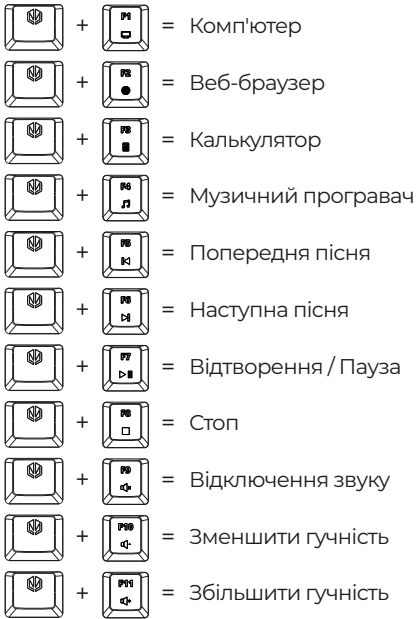 + F1 = Комп'ютер
+ F2 = Веб-браузер
+ F3 = Калькулятор
+ F4 = Музичний програвач
+ F5 = Попередня пісня
+ F6 = Наступна пісня
+ F7 = Відтворення / Пауза
+ F8 = Стоп
+ F9 = Відключення звуку
+ F10 = Зменшити гучність
+ F11 = Збільшити гучність